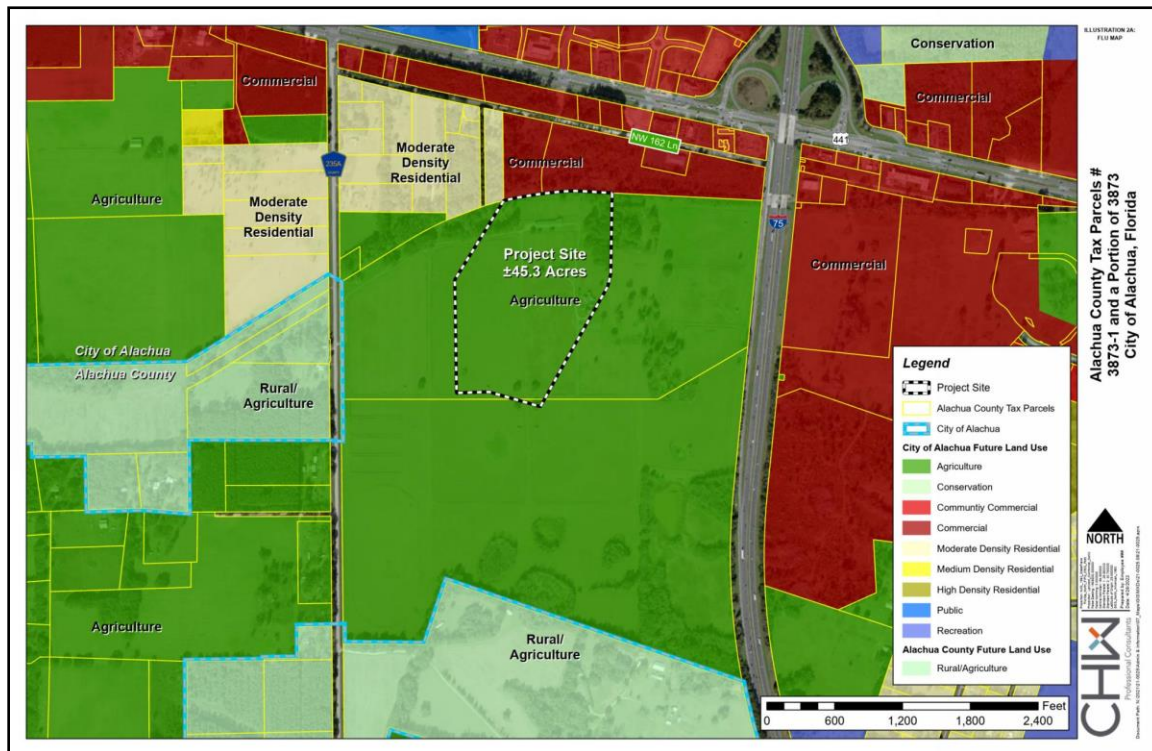 ILLUSTRATION 2A:
FLU MAP
Conservation
Commercial
Commercial
441
NW 162 Ln
Commercial
Moderate
Density
Residential
235A
Agriculture
Moderate
Density
Residential
75
Commercial
Project Site
±45.3 Acres
Agriculture
City of Alachua
Alachua County
Rural/
Agriculture
Agriculture
Rural/
Agriculture
Alachua County Tax Parcels #
3873-1 and a Portion of 3873
City of Alachua, Florida
Legend
Project Site
Alachua County Tax Parcels
City of Alachua
City of Alachua Future Land Use
Agriculture
Conservation
Communtiy Commercial
Commercial
Moderate Density Residential
Medium Density Residential
High Density Residential
Public
Recreation
Alachua County Future Land Use
Rural/Agriculture
Feet
0 600 1,200 1,800 2,400
NORTH
CHW
Professional Consultants